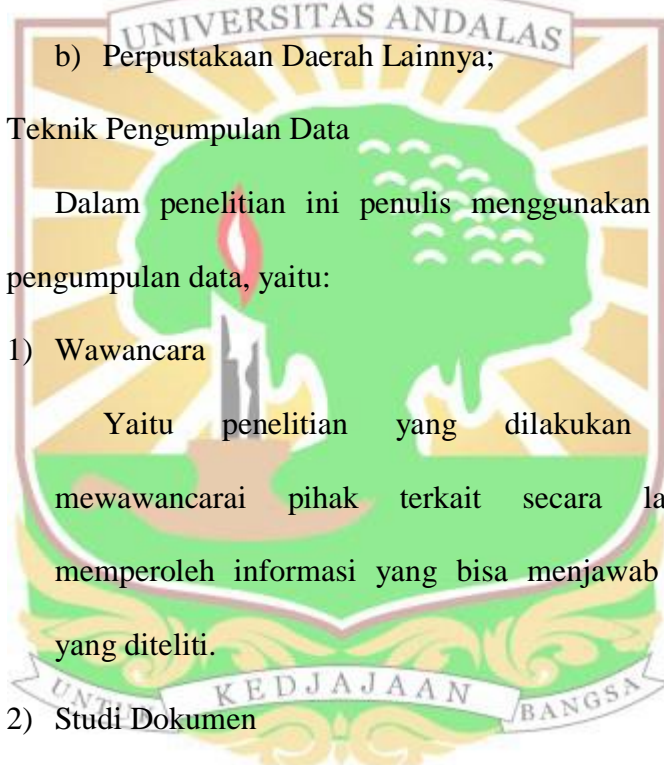 UNIVERSITAS ANDALAS
b) Perpustakaan Daerah Lainnya;
Teknik Pengumpulan Data
Dalam penelitian ini penulis menggunakan
pengumpulan data, yaitu:
1) Wawancara
Yaitu penelitian yang dilakukan
mewawancarai pihak terkait secara
memperoleh informasi yang bisa menjawab
yang diteliti.
UNTUK KEDJAJAAN BANGSA
2) Studi Dokumen